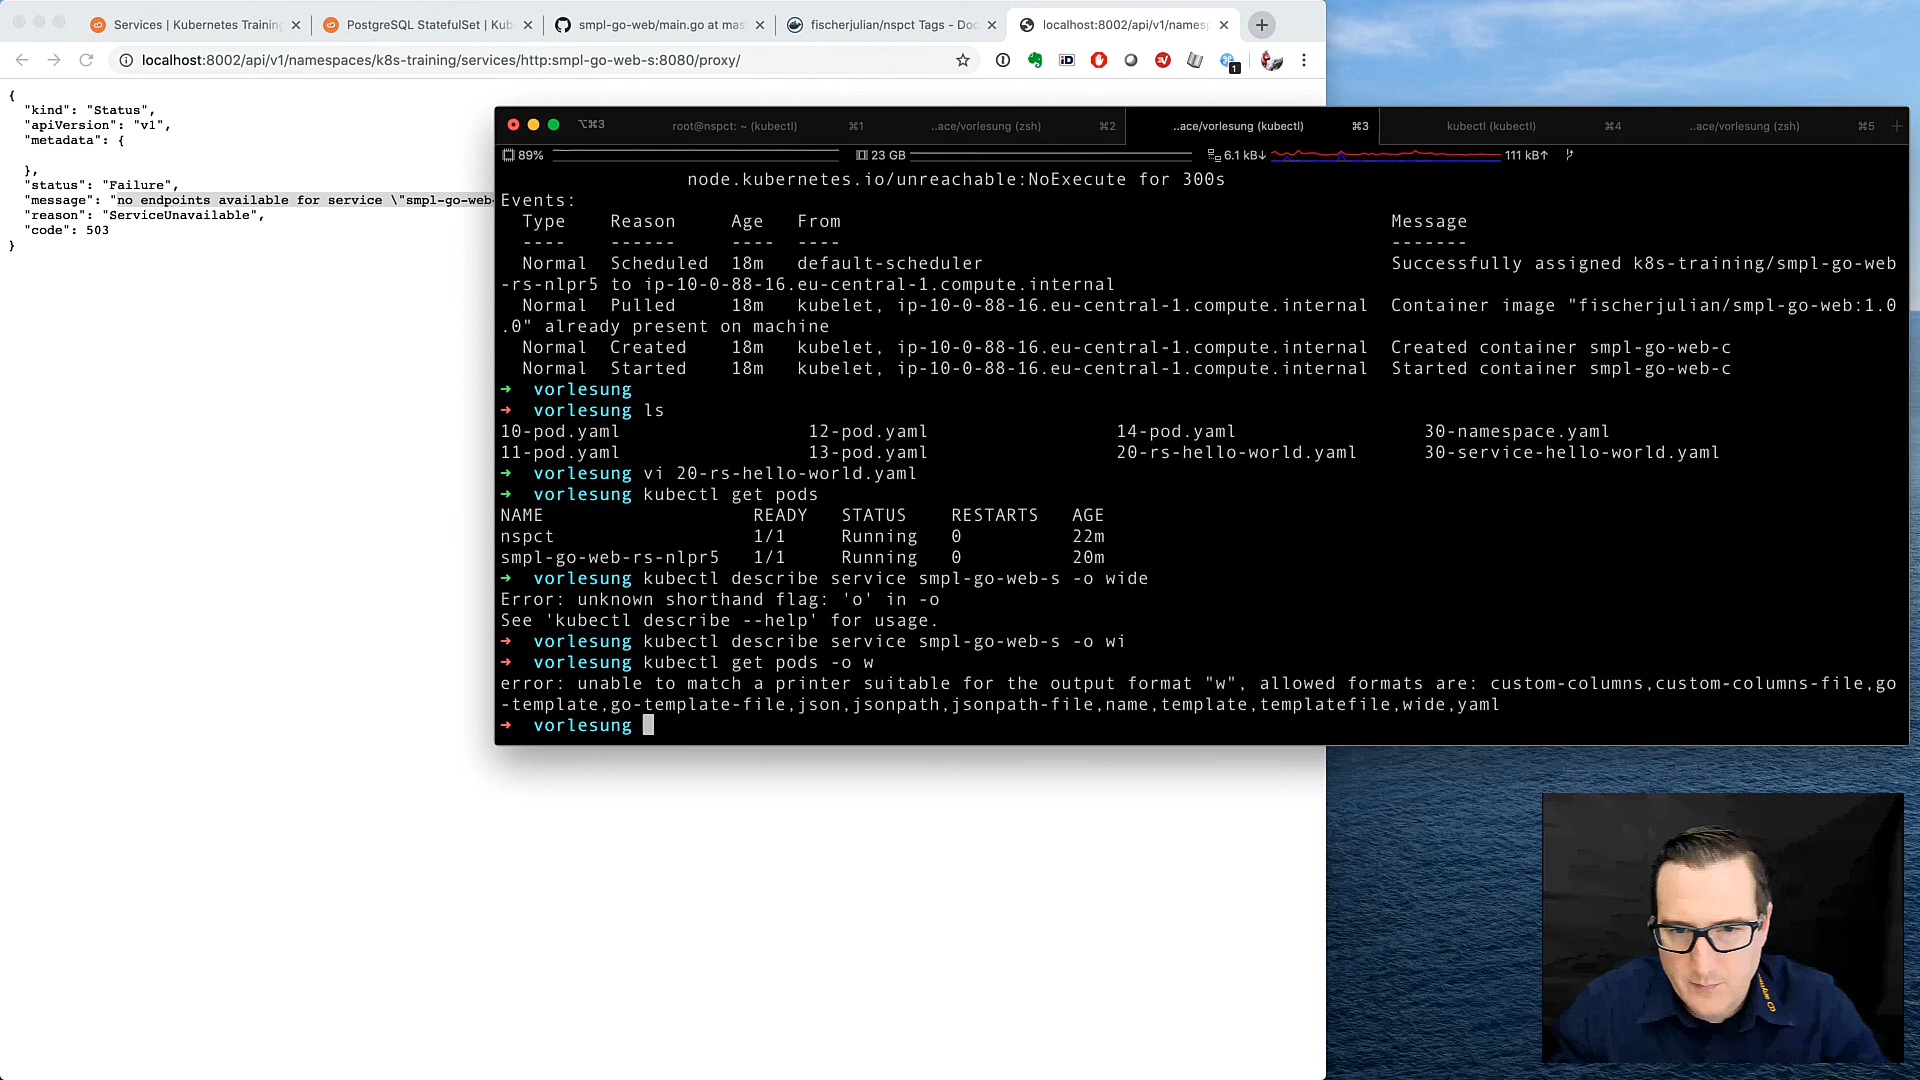 Services | Kubernetes Training
PostgreSQL StatefulSet | Kub
smpl-go-web/main.go at mas
fischerjulian/nspct Tags - Doc
localhost:8002/api/v1/namesp
localhost:8002/api/v1/namespaces/k8s-training/services/http:smpl-go-web-s:8080/proxy/
{
"kind": "Status",
"apiVersion": "v1",
"metadata": {
},
"status": "Failure",
"message": "no endpoints available for service \"smpl-go-web-
"reason": "ServiceUnavailable",
"code": 503
}
⌥⌘3
root@nspct: ~ (kubectl) ⌘1
..ace/vorlesung (zsh) ⌘2
..ace/vorlesung (kubectl) ⌘3
kubectl (kubectl) ⌘4
..ace/vorlesung (zsh) ⌘5
89% 23 GB 6.1 kB↓ 111 kB↑
node.kubernetes.io/unreachable:NoExecute for 300s
Events:
Type Reason Age From Message
---- ------ ---- ---- -------
Normal Scheduled 18m default-scheduler Successfully assigned k8s-training/smpl-go-web
-rs-nlpr5 to ip-10-0-88-16.eu-central-1.compute.internal
Normal Pulled 18m kubelet, ip-10-0-88-16.eu-central-1.compute.internal Container image "fischerjulian/smpl-go-web:1.0
.0" already present on machine
Normal Created 18m kubelet, ip-10-0-88-16.eu-central-1.compute.internal Created container smpl-go-web-c
Normal Started 18m kubelet, ip-10-0-88-16.eu-central-1.compute.internal Started container smpl-go-web-c
→ vorlesung
→ vorlesung ls
10-pod.yaml 12-pod.yaml 14-pod.yaml 30-namespace.yaml
11-pod.yaml 13-pod.yaml 20-rs-hello-world.yaml 30-service-hello-world.yaml
→ vorlesung vi 20-rs-hello-world.yaml
→ vorlesung kubectl get pods
NAME READY STATUS RESTARTS AGE
nspct 1/1 Running 0 22m
smpl-go-web-rs-nlpr5 1/1 Running 0 20m
→ vorlesung kubectl describe service smpl-go-web-s -o wide
Error: unknown shorthand flag: 'o' in -o
See 'kubectl describe --help' for usage.
→ vorlesung kubectl describe service smpl-go-web-s -o wi
→ vorlesung kubectl get pods -o w
error: unable to match a printer suitable for the output format "w", allowed formats are: custom-columns,custom-columns-file,go
-template,go-template-file,json,jsonpath,jsonpath-file,name,template,templatefile,wide,yaml
→ vorlesung